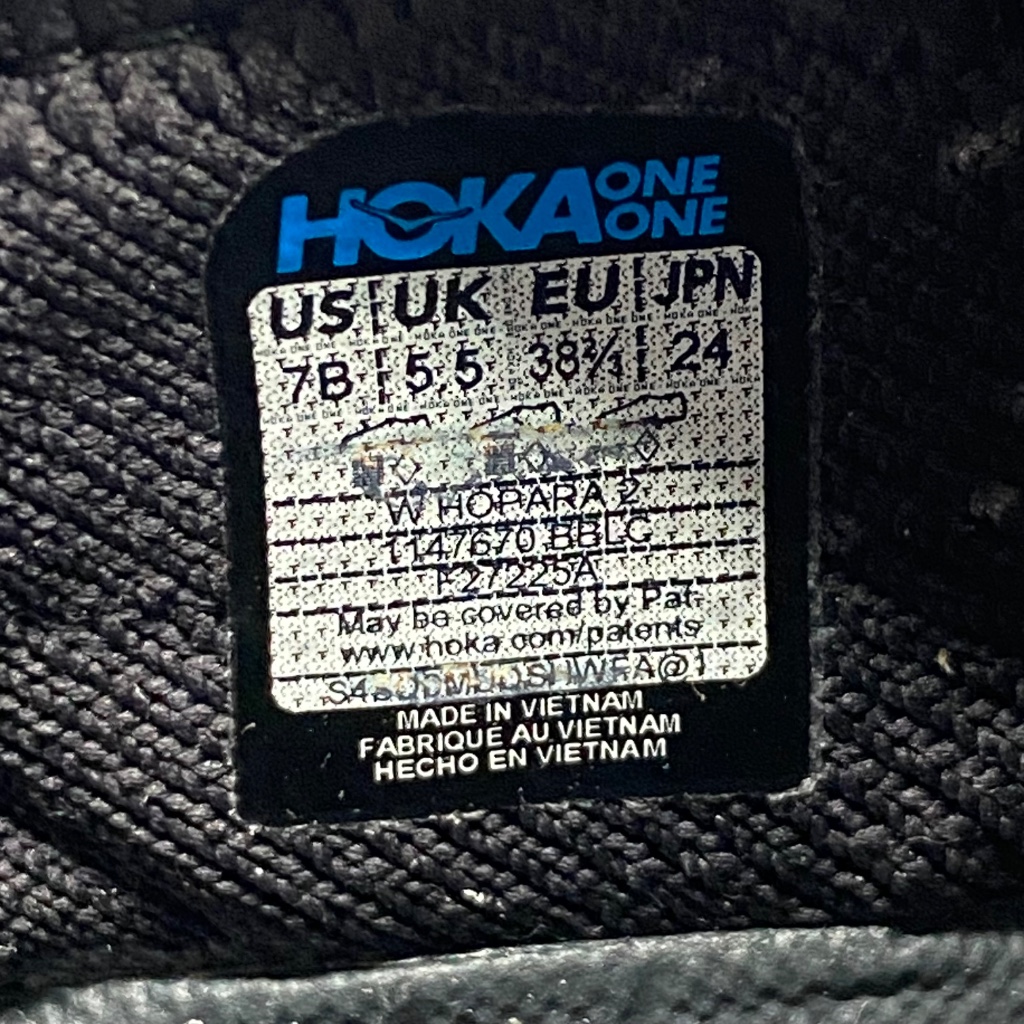 HOKA ONE ONE
US UK EU JPN
7B 5.5 38⅔ 24
W HOPARA 2
1147670 BBLC
F27225A
May be covered by Pat.
www.hoka.com/patents
MADE IN VIETNAM
FABRIQUE AU VIETNAM
HECHO EN VIETNAM